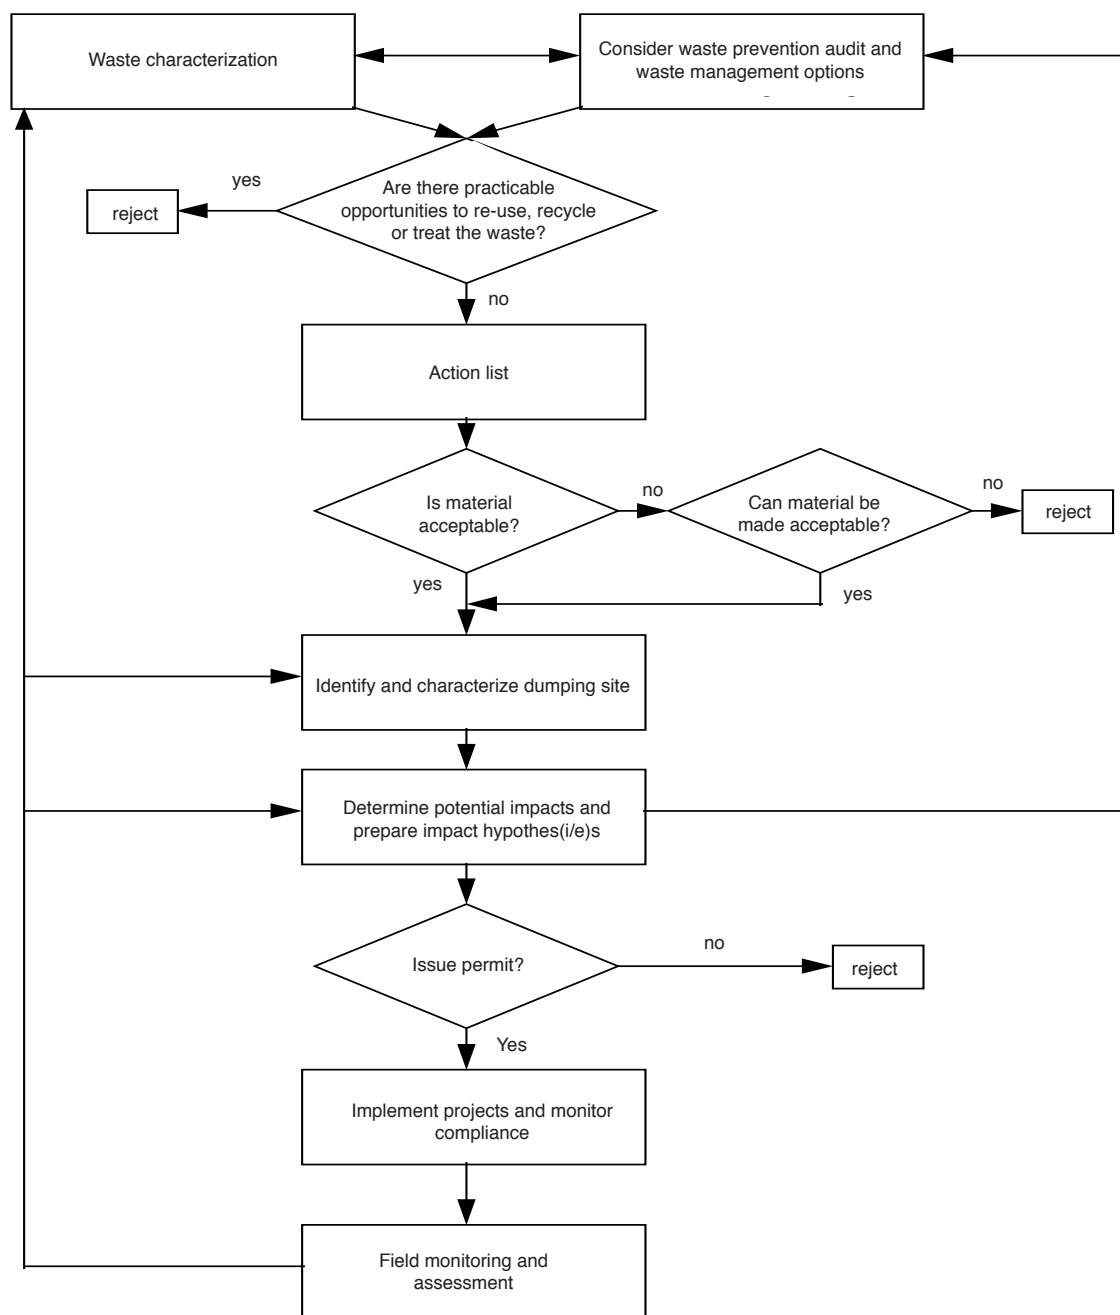 Waste characterization
Consider waste prevention audit and
waste management options
yes
reject
Are there practicable
opportunities to re-use, recycle
or treat the waste?
no
Action list
Is material
acceptable?
no
Can material be
made acceptable?
no
reject
yes
yes
Identify and characterize dumping site
Determine potential impacts and
prepare impact hypothes(i/e)s
Issue permit?
no
reject
Yes
Implement projects and monitor
compliance
Field monitoring and
assessment